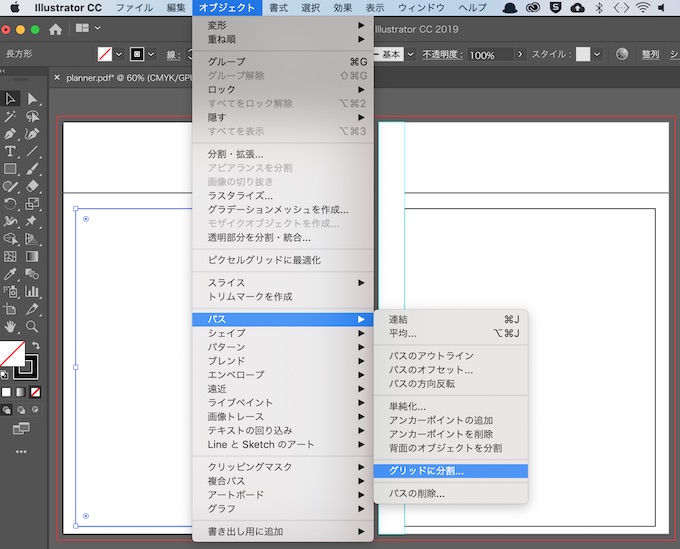 Illustrator CC ファイル 編集 オブジェクト 書式 選択 効果 表示 ウィンドウ ヘルプ
Illustrator CC 2019
長方形 線: 基本 不透明度: 100% スタイル: 整列 シ
× planner.pdf* @ 60% (CMYK/GPU
変形
重ね順
グループ ⌘G
グループ解除 ⇧⌘G
ロック
すべてをロック解除 ⌥⌘2
隠す
すべてを表示 ⌥⌘3
分割・拡張...
アピアランスを分割
画像の切り抜き
ラスタライズ...
グラデーションメッシュを作成...
モザイクオブジェクトを作成...
透明部分を分割・統合...
ピクセルグリッドに最適化
スライス
トリムマークを作成
パス
シェイプ
パターン
ブレンド
エンベロープ
遠近
ライブペイント
画像トレース
テキストの回り込み
Line と Sketch のアート
クリッピングマスク
複合パス
アートボード
グラフ
書き出し用に追加
連結 ⌘J
平均... ⌥⌘J
パスのアウトライン
パスのオフセット...
パスの方向反転
単純化...
アンカーポイントの追加
アンカーポイントを削除
背面のオブジェクトを分割
グリッドに分割...
パスの削除...